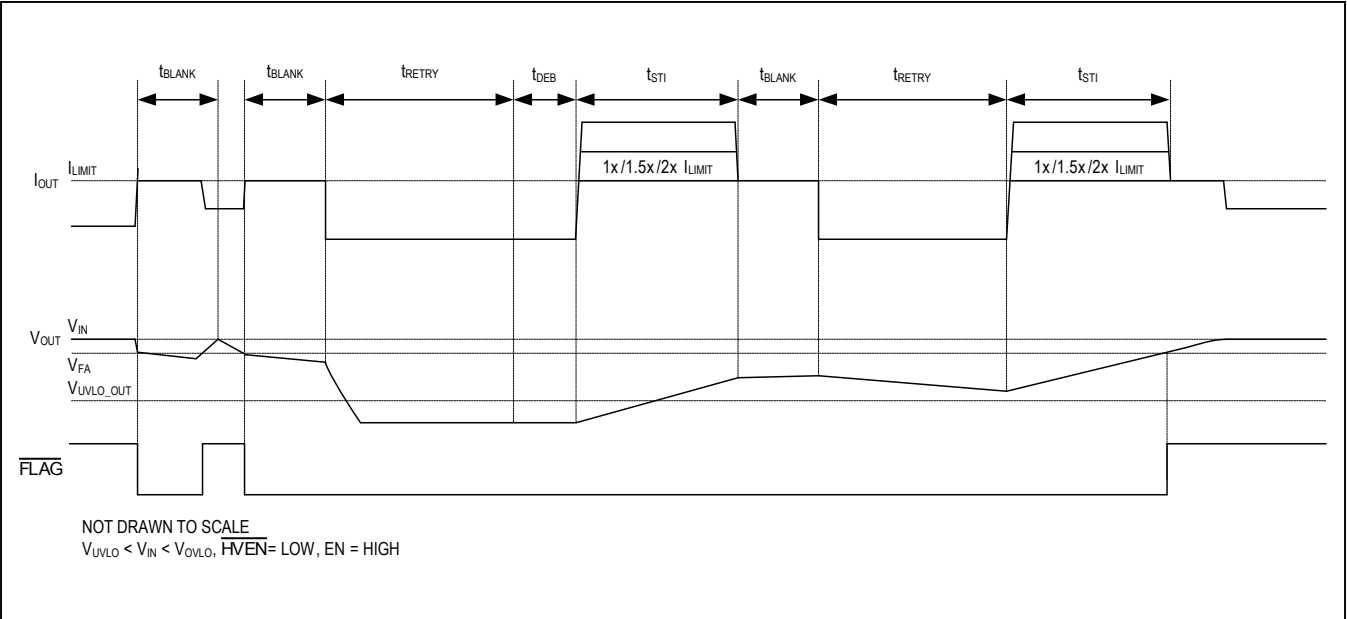 tBLANK tBLANK tRETRY tDEB tSTI tBLANK tRETRY tSTI
ILIMIT
IOUT
1x/1.5x/2x ILIMIT 1x/1.5x/2x ILIMIT
VIN
VOUT
VFA
VUVLO_OUT
FLAG
NOT DRAWN TO SCALE
VUVLO < VIN < VOVLO, HVEN= LOW, EN = HIGH